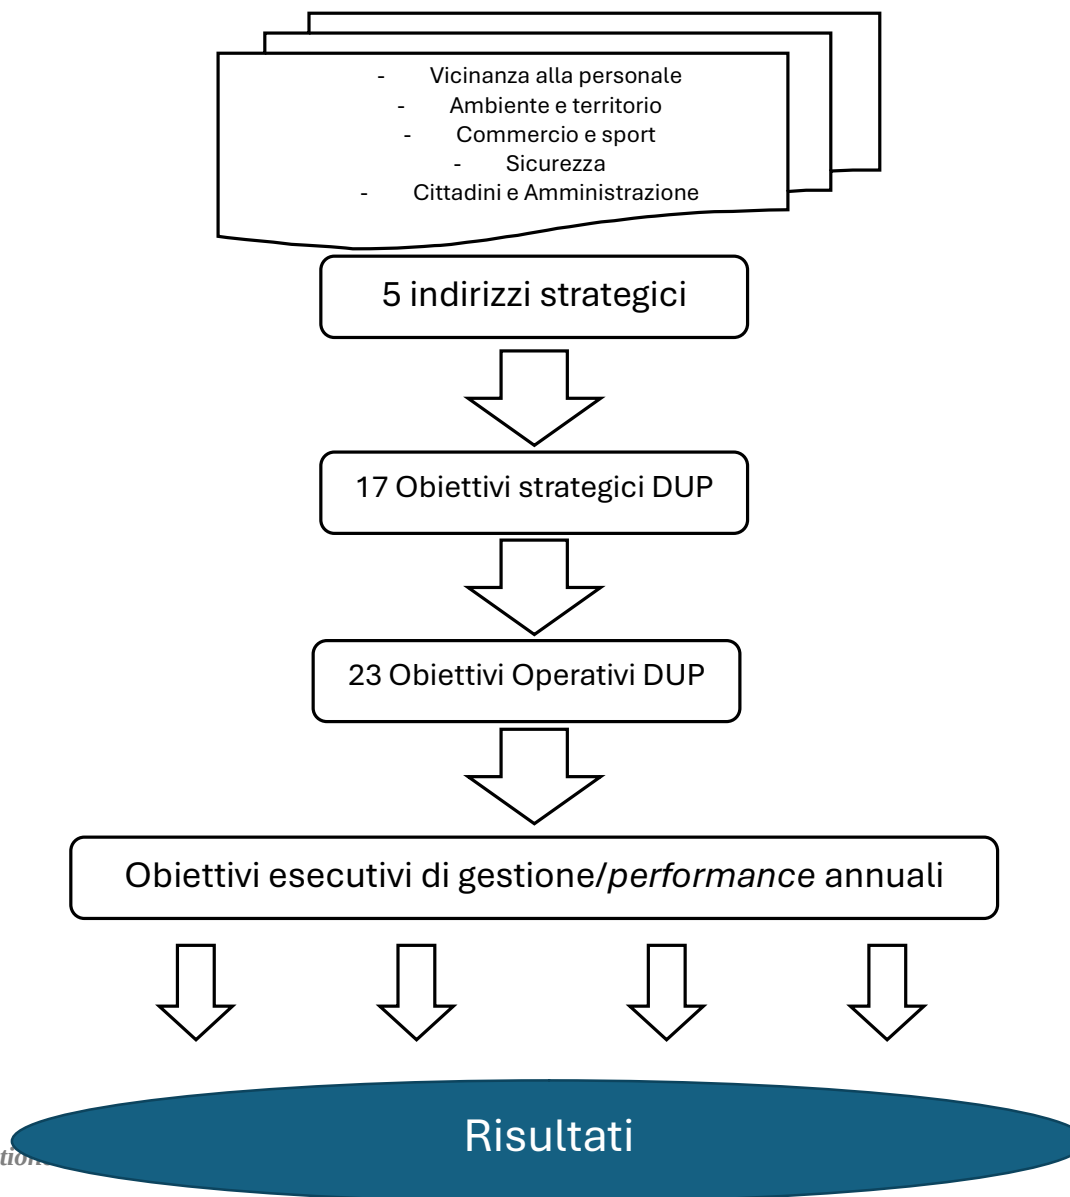 - Vicinanza alla personale
- Ambiente e territorio
- Commercio e sport
- Sicurezza
- Cittadini e Amministrazione
5 indirizzi strategici
17 Obiettivi strategici DUP
23 Obiettivi Operativi DUP
Obiettivi esecutivi di gestione/performance annuali
Risultati